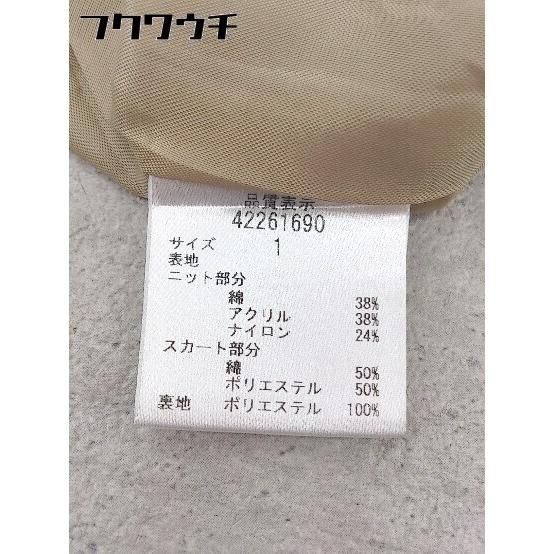 フクワウチ
品質表示
42261690
サイズ 1
表地
ニット部分
綿 38%
アクリル 38%
ナイロン 24%
スカート部分
綿 50%
ポリエステル 50%
裏地 ポリエステル 100%